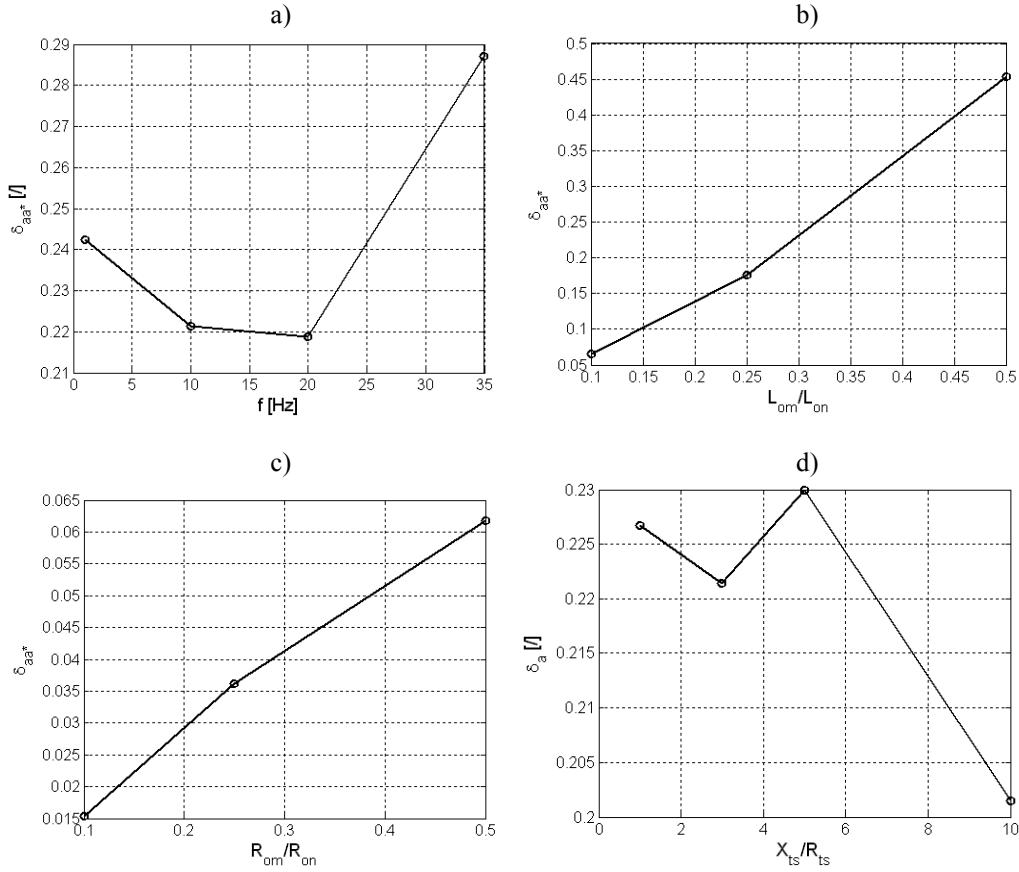 a)
0.29
0.28
0.27
0.26
0.25
0.24
0.23
0.22
0.21
δaa* [/]
0 5 10 15 20 25 30 35
f [Hz]
b)
0.5
0.45
0.4
0.35
0.3
0.25
0.2
0.15
0.1
0.05
δaa*
0.1 0.15 0.2 0.25 0.3 0.35 0.4 0.45 0.5
Lom/Lon
c)
0.065
0.06
0.055
0.05
0.045
0.04
0.035
0.03
0.025
0.02
0.015
δaa*
0.1 0.2 0.3 0.4 0.5
Rom/Ron
d)
0.23
0.225
0.22
0.215
0.21
0.205
0.2
δa [/]
0 2 4 6 8 10
Xts/Rts